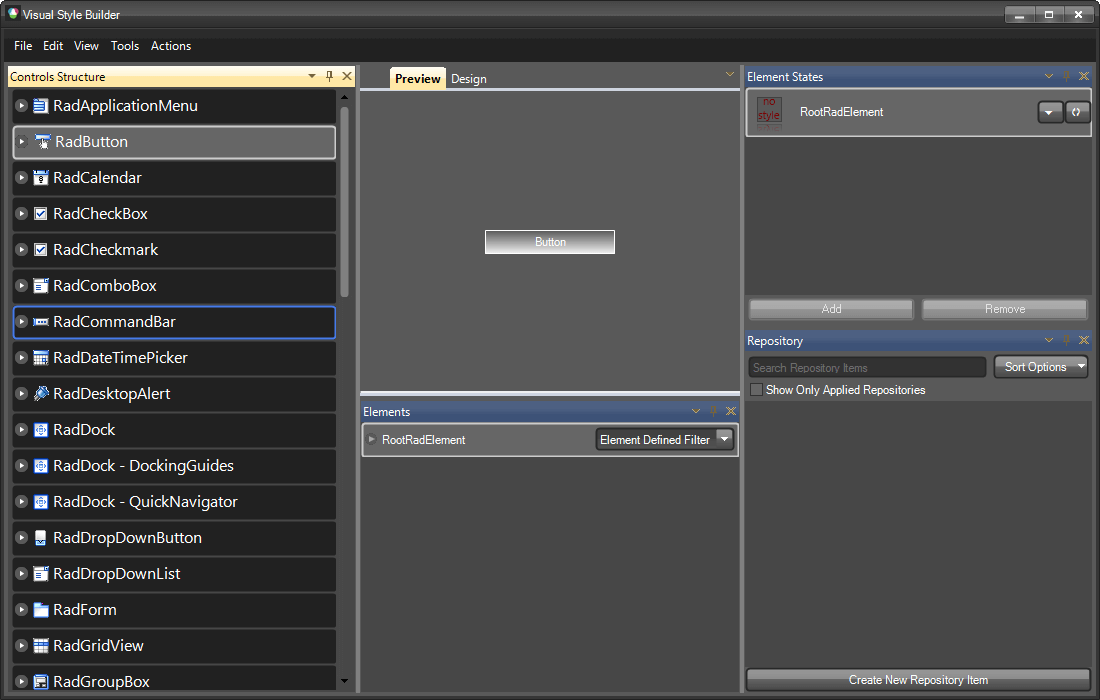 Visual Style Builder
File Edit View Tools Actions
Controls Structure
RadApplicationMenu
RadButton
RadCalendar
RadCheckBox
RadCheckmark
RadComboBox
RadCommandBar
RadDateTimePicker
RadDesktopAlert
RadDock
RadDock - DockingGuides
RadDock - QuickNavigator
RadDropDownButton
RadDropDownList
RadForm
RadGridView
RadGroupBox
Preview Design
Button
Elements
RootRadElement Element Defined Filter
Element States
no
style
RootRadElement
Add Remove
Repository
Search Repository Items Sort Options
Show Only Applied Repositories
Create New Repository Item